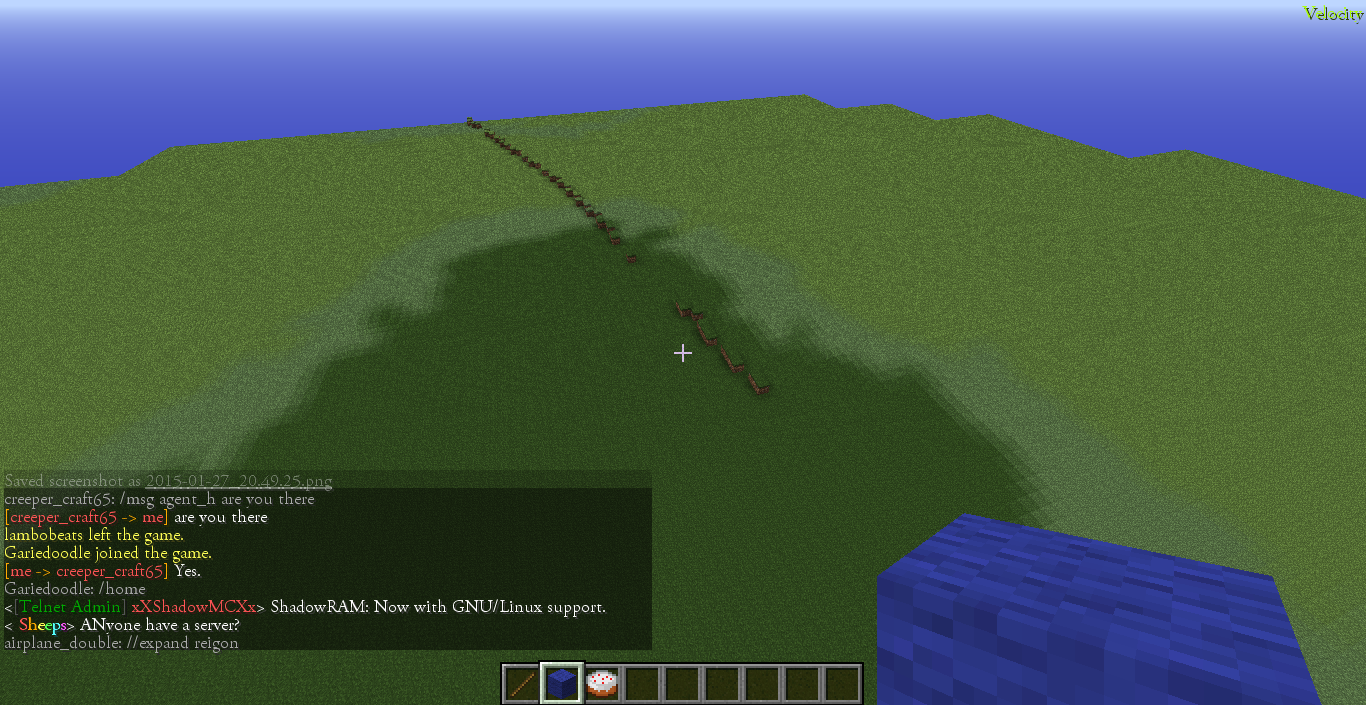 Velocity
Saved screenshot as 2015-01-27_20.49.25.png
creeper_craft65: /msg agent_h are you there
[creeper_craft65 -> me] are you there
lambobeats left the game.
Gariedoodle joined the game.
[me -> creeper_craft65] Yes.
Gariedoodle: /home
<[Telnet Admin] xXShadowMCXx> ShadowRAM: Now with GNU/Linux support.
< Sheeps> ANyone have a server?
airplane_double: //expand reigon